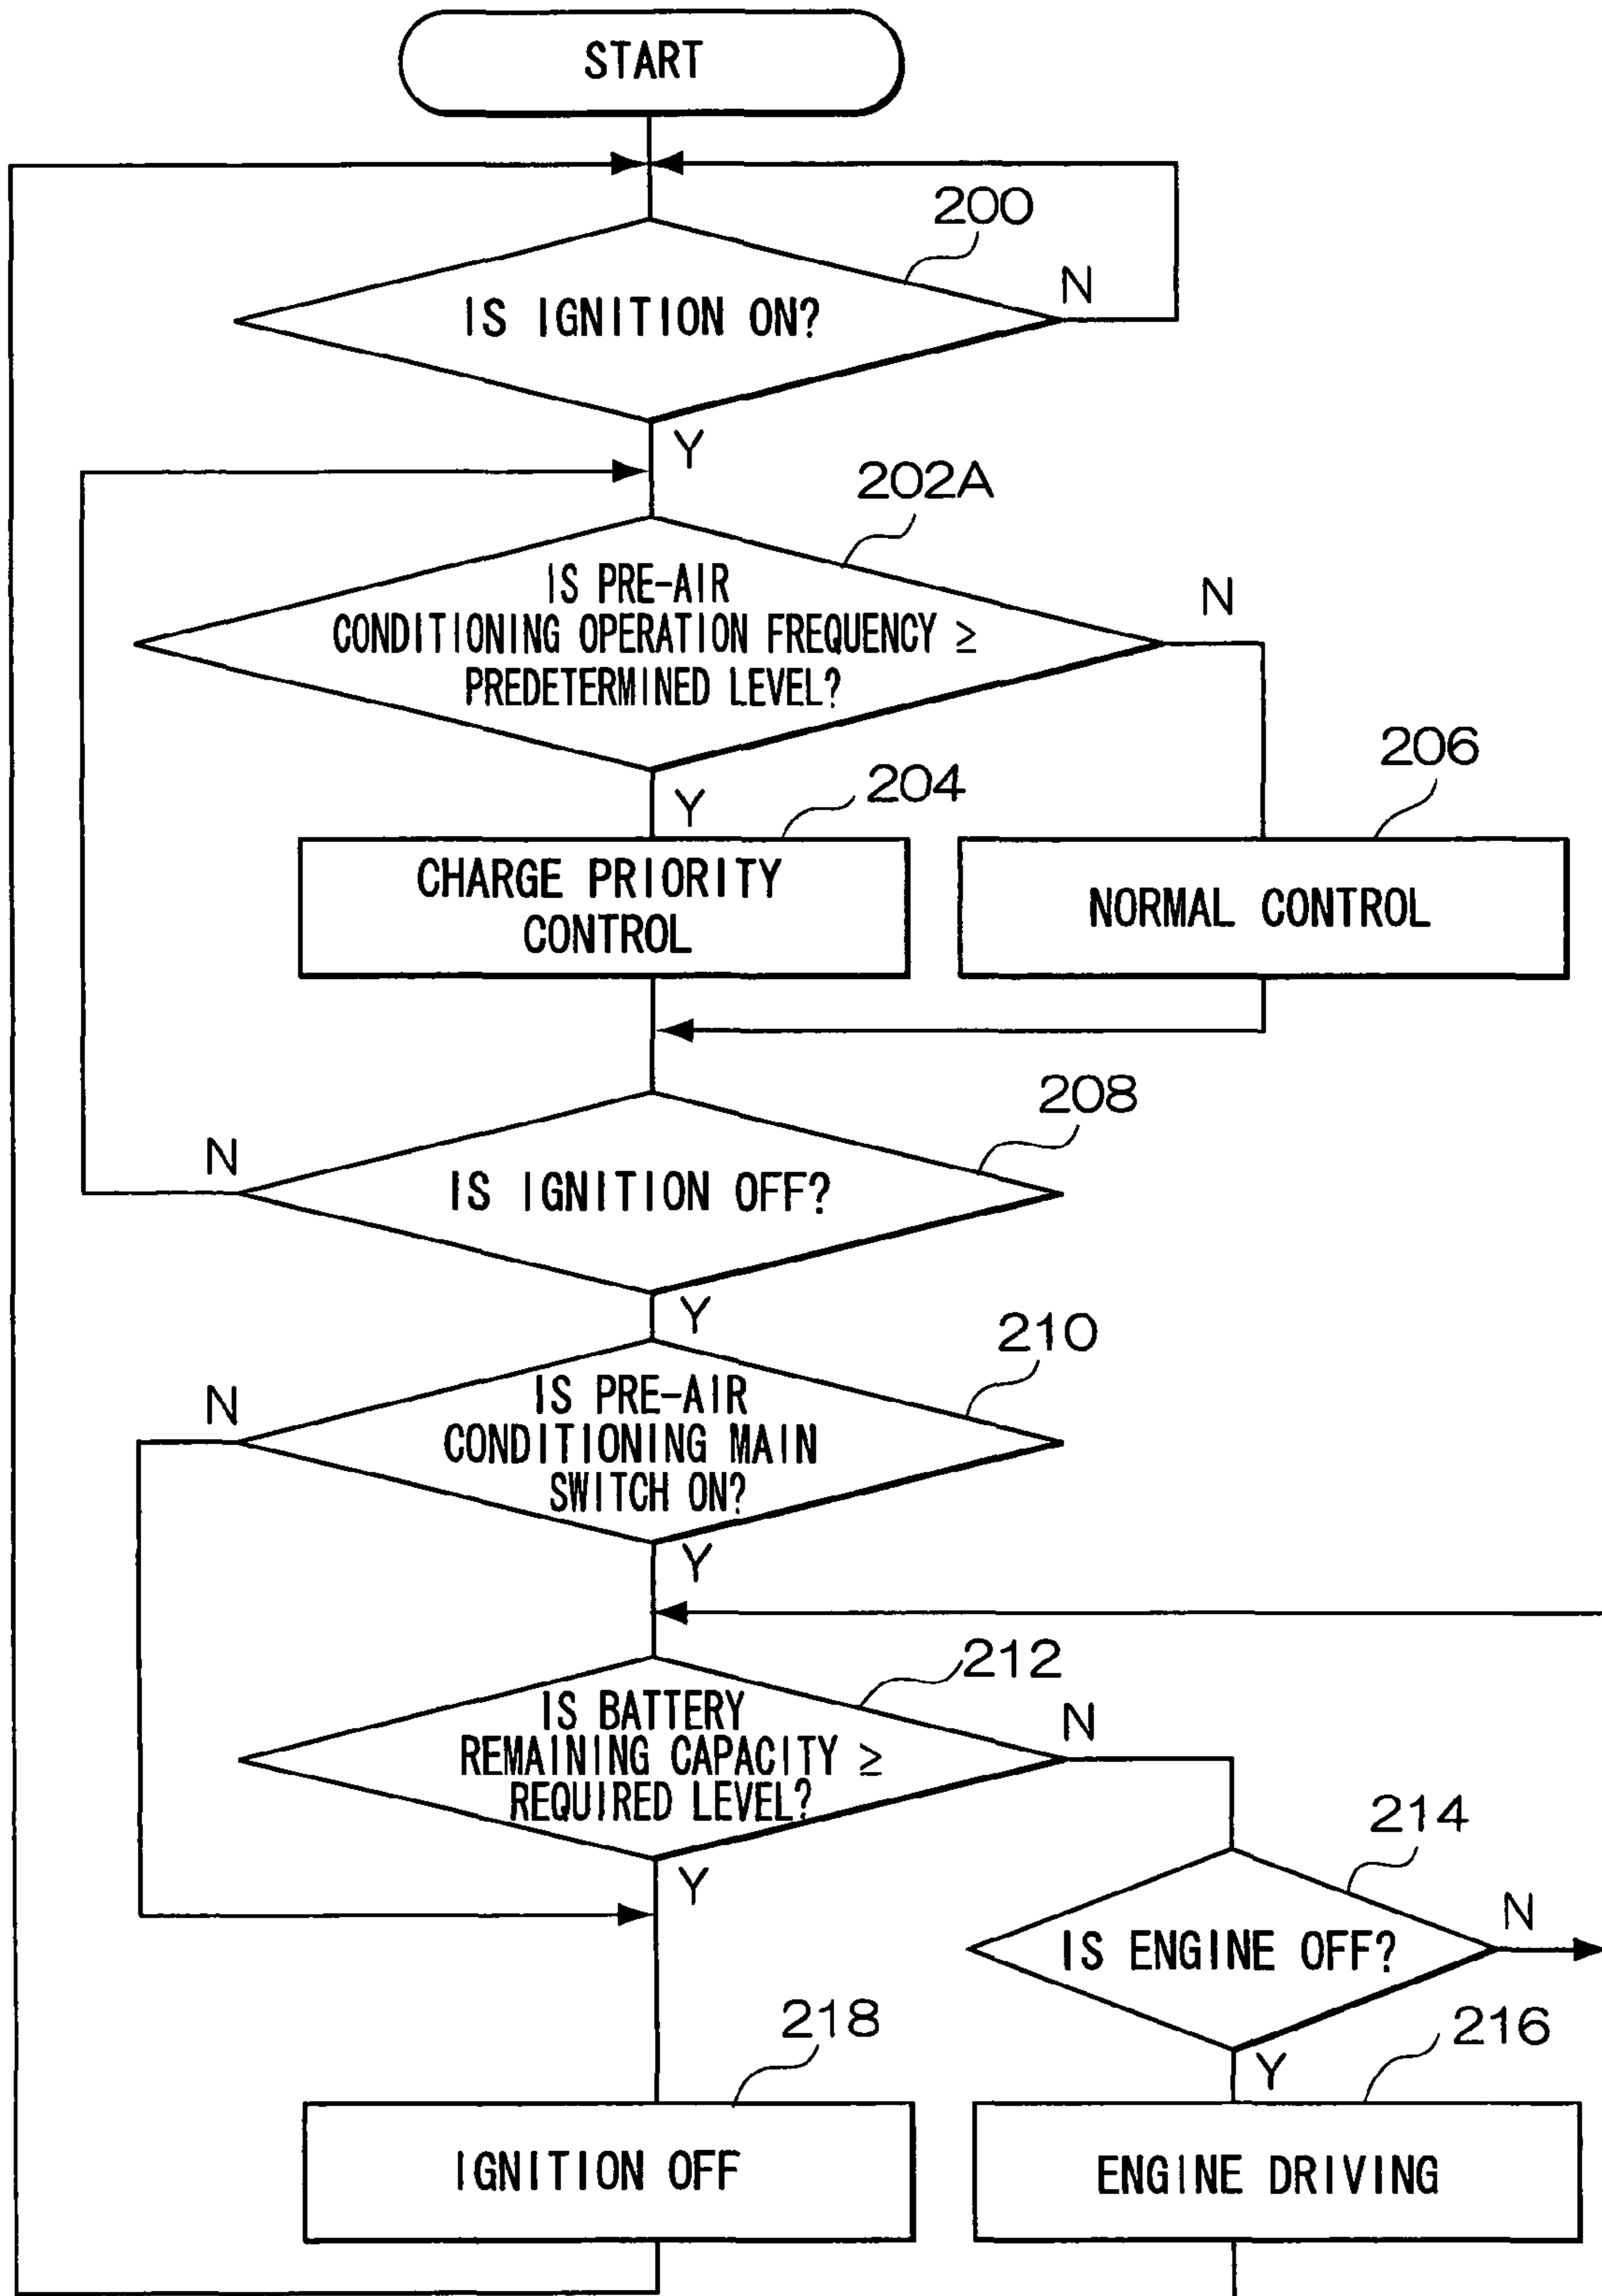 START
200
IS IGNITION ON?
N
Y
202A
IS PRE-AIR
CONDITIONING OPERATION FREQUENCY ≥
PREDETERMINED LEVEL?
N
Y
204
206
CHARGE PRIORITY
CONTROL
NORMAL CONTROL
208
N
IS IGNITION OFF?
Y
210
N
IS PRE-AIR
CONDITIONING MAIN
SWITCH ON?
Y
212
IS BATTERY
REMAINING CAPACITY ≥
REQUIRED LEVEL?
N
Y
214
IS ENGINE OFF?
N
Y
218
216
IGNITION OFF
ENGINE DRIVING